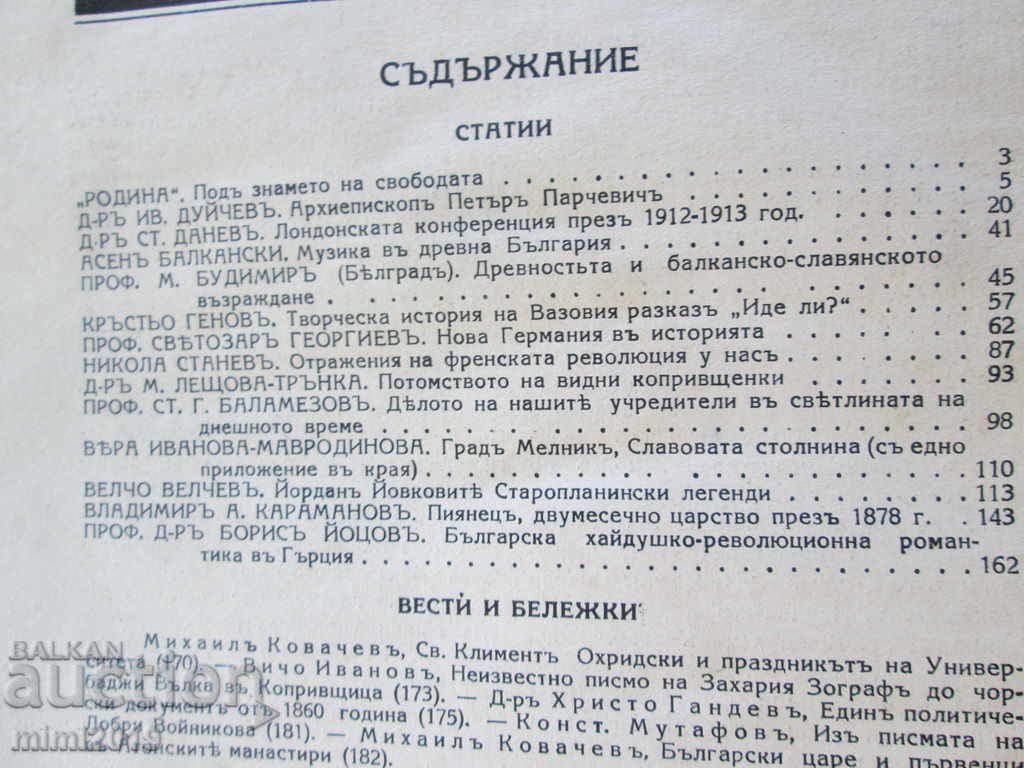 СЪДЪРЖАНИЕ
СТАТИИ
„РОДИНА“. Подъ знамето на свободата . . . 3
Д-РЪ ИВ. ДУЙЧЕВЪ. Архиепископъ Петъръ Парчевичъ . . . 5
Д-РЪ СТ. ДАНЕВЪ. Лондонската конференция презъ 1912-1913 год. . . . 20
АСЕНЪ БАЛКАНСКИ. Музика въ древна България . . . 41
ПРОФ. М. БУДИМИРЪ (Бѣлградъ). Древностьта и балканско-славянското
възраждане . . . 45
КРЪСТЬО ГЕНОВЪ. Творческа история на Вазовия разказъ „Иде ли?“ . . . 57
ПРОФ. СВѢТОЗАРЪ ГЕОРГИЕВЪ. Нова Германия въ историята . . . 62
НИКОЛА СТАНЕВЪ. Отражения на френската революция у насъ . . . 87
Д-РЪ М. ЛЕЩОВА-ТРЪНКА. Потомството на видни копривщенки . . . 93
ПРОФ. СТ. Г. БАЛАМЕЗОВЪ. Дѣлото на нашитѣ учредители въ свѣтлината на
днешното време . . . 98
ВѢРА ИВАНОВА-МАВРОДИНОВА. Градъ Мелникъ, Славовата столнина (съ едно
приложение въ края) . . . 110
ВЕЛЧО ВЕЛЧЕВЪ. Йорданъ Йовковитѣ Старопланински легенди . . . 113
ВЛАДИМИРЪ А. КАРАМАНОВЪ. Пиянецъ, двумесечно царство презъ 1878 г. . 143
ПРОФ. Д-РЪ БОРИСЪ ЙОЦОВЪ. Българска хайдушко-революционна роман-
тика въ Гърция . . . 162
ВЕСТИ И БЕЛЕЖКИ
Михаилъ Ковачевъ, Св. Климентъ Охридски и праздникътъ на Универ-
ситета (170). — Вичо Ивановъ, Неизвестно писмо на Захария Зографъ до чор-
баджи Вълка въ Копривщица (173). — Д-ръ Христо Гандевъ, Единъ политиче-
ски документъ отъ 1860 година (175). — Конст. Мутафовъ, Изъ писмата на
Добри Войникова (181). — Михаилъ Ковачевъ, Български царе и първенци
въ Атонскитѣ манастири (182).
BALKAN
auction
mimi2019